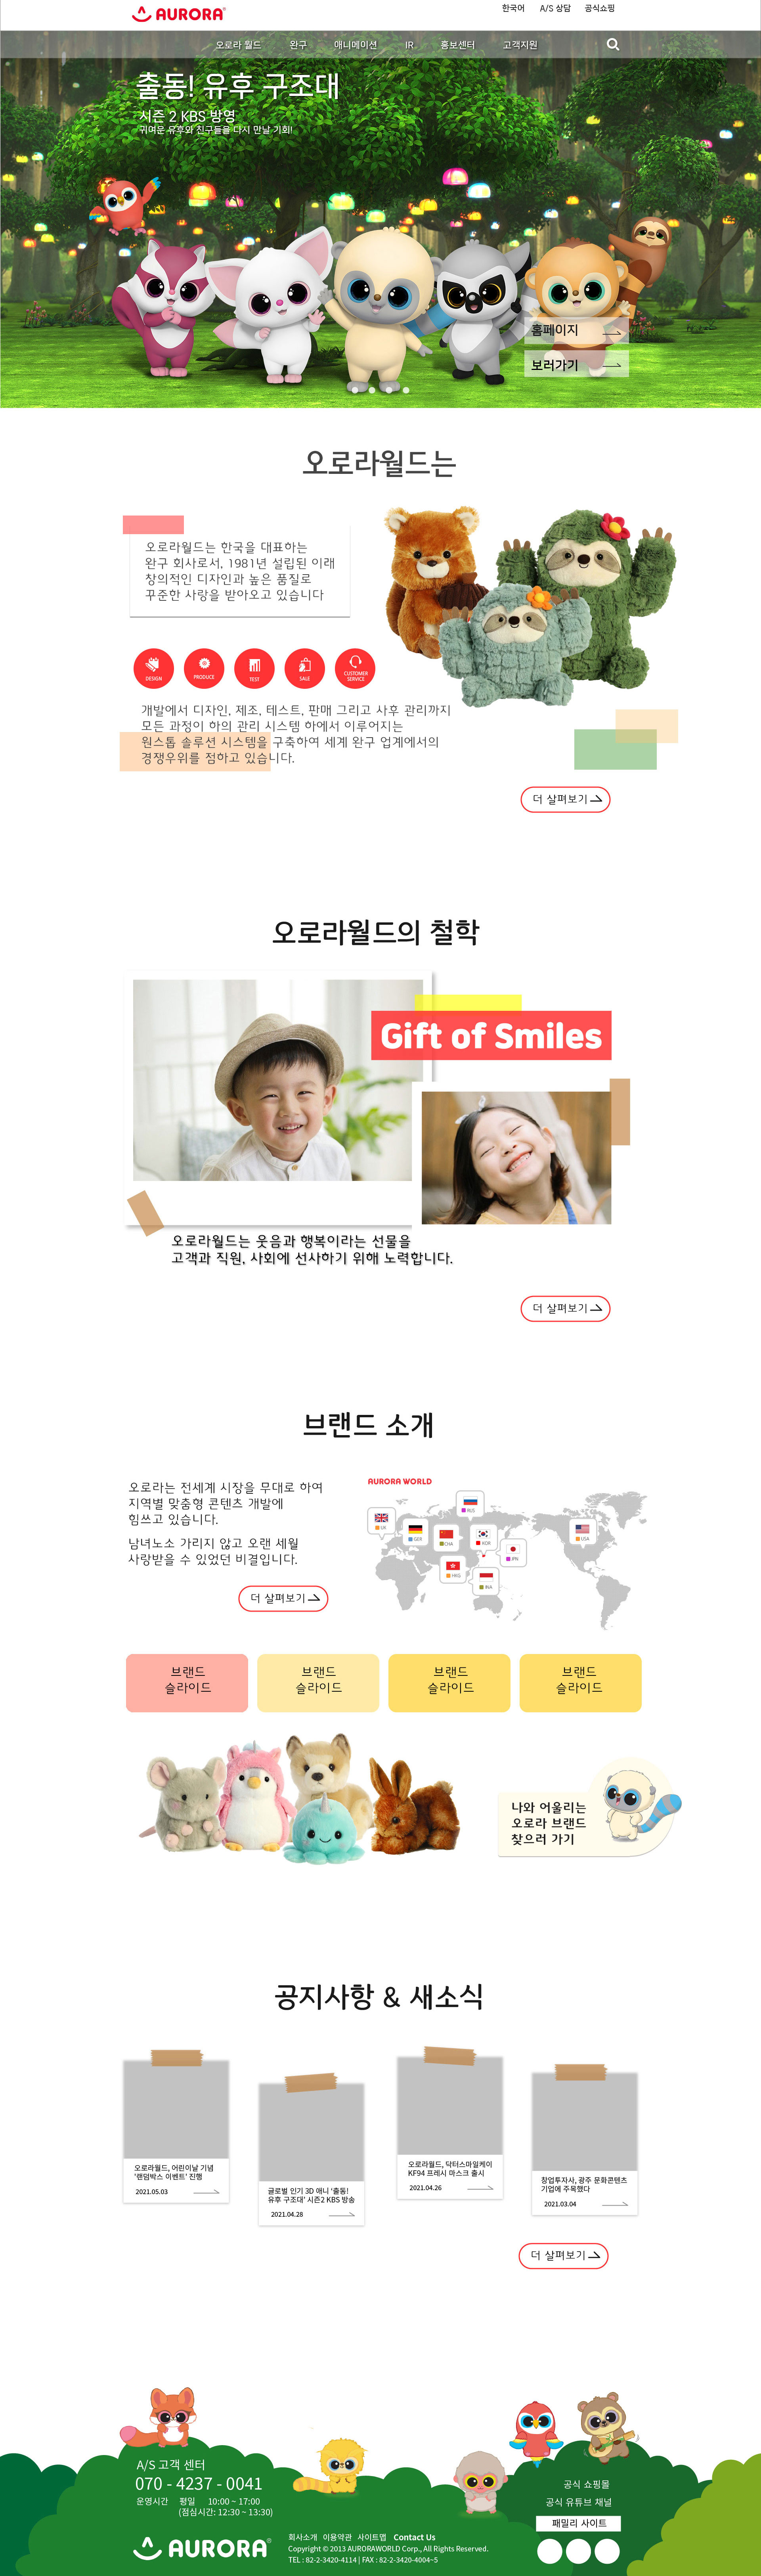 AURORA
한국어 A/S 상담 공식쇼핑
오로라 월드 완구 애니메이션 IR 홍보센터 고객지원
출동! 유후 구조대
시즌 2 KBS 방영
귀여운 유후와 친구들을 다시 만날 기회!
홈페이지
보러가기
오로라월드는
오로라월드는 한국을 대표하는
완구 회사로서, 1981년 설립된 이래
창의적인 디자인과 높은 품질로
꾸준한 사랑을 받아오고 있습니다
DESIGN
PRODUCE
TEST
SALE
CUSTOMER
SERVICE
개발에서 디자인, 제조, 테스트, 판매 그리고 사후 관리까지
모든 과정이 하의 관리 시스템 하에서 이루어지는
원스톱 솔루션 시스템을 구축하여 세계 완구 업계에서의
경쟁우위를 점하고 있습니다.
더 살펴보기
오로라월드의 철학
Gift of Smiles
오로라월드는 웃음과 행복이라는 선물을
고객과 직원, 사회에 선사하기 위해 노력합니다.
더 살펴보기
브랜드 소개
오로라는 전세계 시장을 무대로 하여
지역별 맞춤형 콘텐츠 개발에
힘쓰고 있습니다.
남녀노소 가리지 않고 오랜 세월
사랑받을 수 있었던 비결입니다.
더 살펴보기
AURORA WORLD
RUS
UK
GER
CHA
KOR
USA
JPN
HKG
INA
브랜드
슬라이드
브랜드
슬라이드
브랜드
슬라이드
브랜드
슬라이드
나와 어울리는
오로라 브랜드
찾으러 가기
공지사항 & 새소식
오로라월드, 어린이날 기념
'랜덤박스 이벤트' 진행
2021.05.03
글로벌 인기 3D 애니 '출동!
유후 구조대' 시즌2 KBS 방송
2021.04.28
오로라월드, 닥터스마일케이
KF94 프레시 마스크 출시
2021.04.26
창업투자사, 광주 문화콘텐츠
기업에 주목했다
2021.03.04
더 살펴보기
A/S 고객 센터
070 - 4237 - 0041
운영시간 평일 10:00 ~ 17:00
(점심시간: 12:30 ~ 13:30)
공식 쇼핑몰
공식 유튜브 채널
패밀리 사이트
AURORA
회사소개 이용약관 사이트맵 Contact Us
Copyright © 2013 AURORAWORLD Corp., All Rights Reserved.
TEL : 82-2-3420-4114 | FAX : 82-2-3420-4004~5